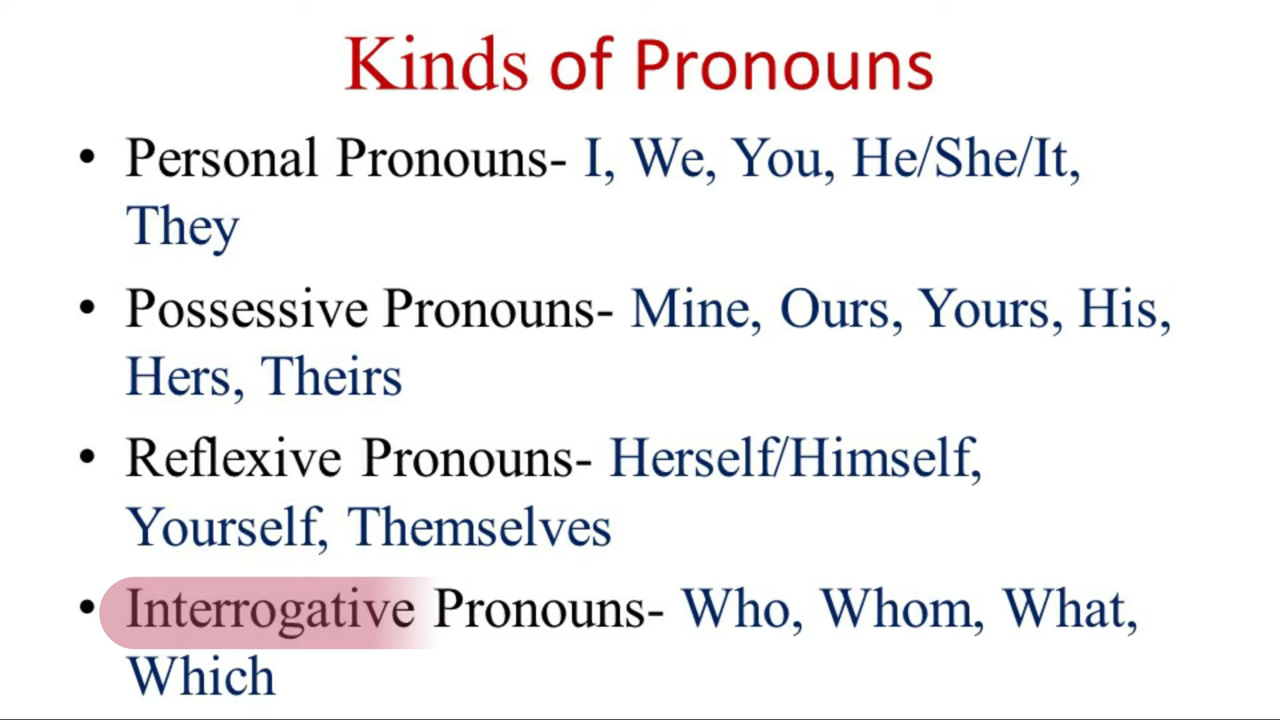 Kinds of Pronouns
• Personal Pronouns- I, We, You, He/She/It,
They
• Possessive Pronouns- Mine, Ours, Yours, His,
Hers, Theirs
• Reflexive Pronouns- Herself/Himself,
Yourself, Themselves
• Interrogative Pronouns- Who, Whom, What,
Which